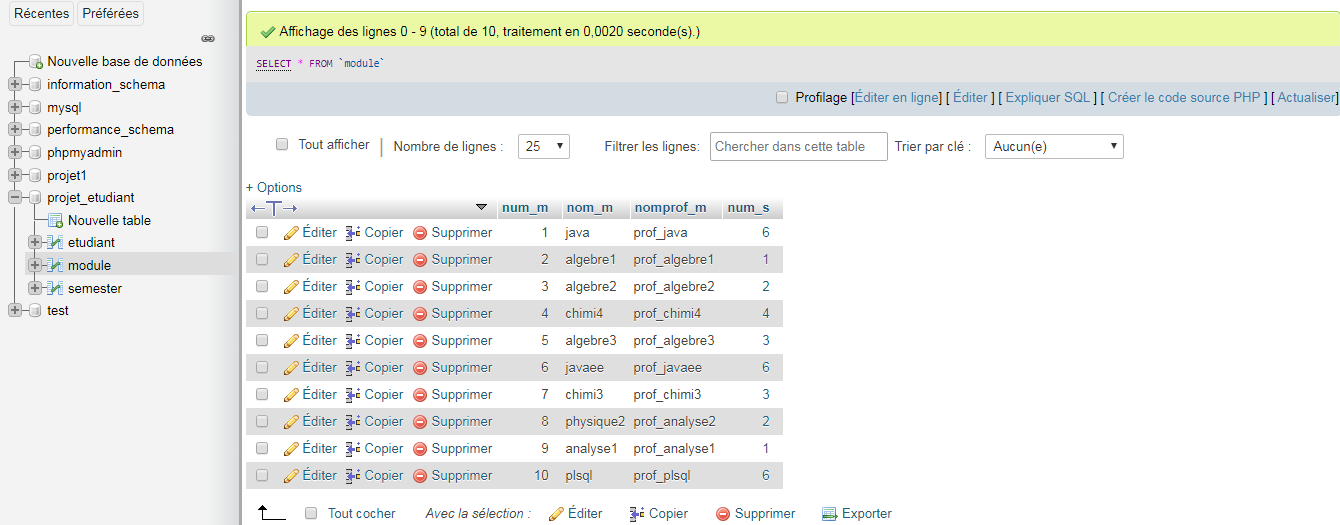 Récentes Préférées
Nouvelle base de données
information_schema
mysql
performance_schema
phpmyadmin
projet1
projet_etudiant
Nouvelle table
etudiant
module
semester
test
Affichage des lignes 0 - 9 (total de 10, traitement en 0,0020 seconde(s).)
SELECT * FROM `module`
Profilage [Éditer en ligne] [ Éditer ] [ Expliquer SQL ] [ Créer le code source PHP ] [ Actualiser]
Tout afficher | Nombre de lignes : 25 Filtrer les lignes: Chercher dans cette table Trier par clé : Aucun(e)
+ Options
num_m nom_m nomprof_m num_s
Éditer Copier Supprimer 1 java prof_java 6
Éditer Copier Supprimer 2 algebre1 prof_algebre1 1
Éditer Copier Supprimer 3 algebre2 prof_algebre2 2
Éditer Copier Supprimer 4 chimi4 prof_chimi4 4
Éditer Copier Supprimer 5 algebre3 prof_algebre3 3
Éditer Copier Supprimer 6 javaee prof_javaee 6
Éditer Copier Supprimer 7 chimi3 prof_chimi3 3
Éditer Copier Supprimer 8 physique2 prof_analyse2 2
Éditer Copier Supprimer 9 analyse1 prof_analyse1 1
Éditer Copier Supprimer 10 plsql prof_plsql 6
Tout cocher Avec la sélection : Éditer Copier Supprimer Exporter